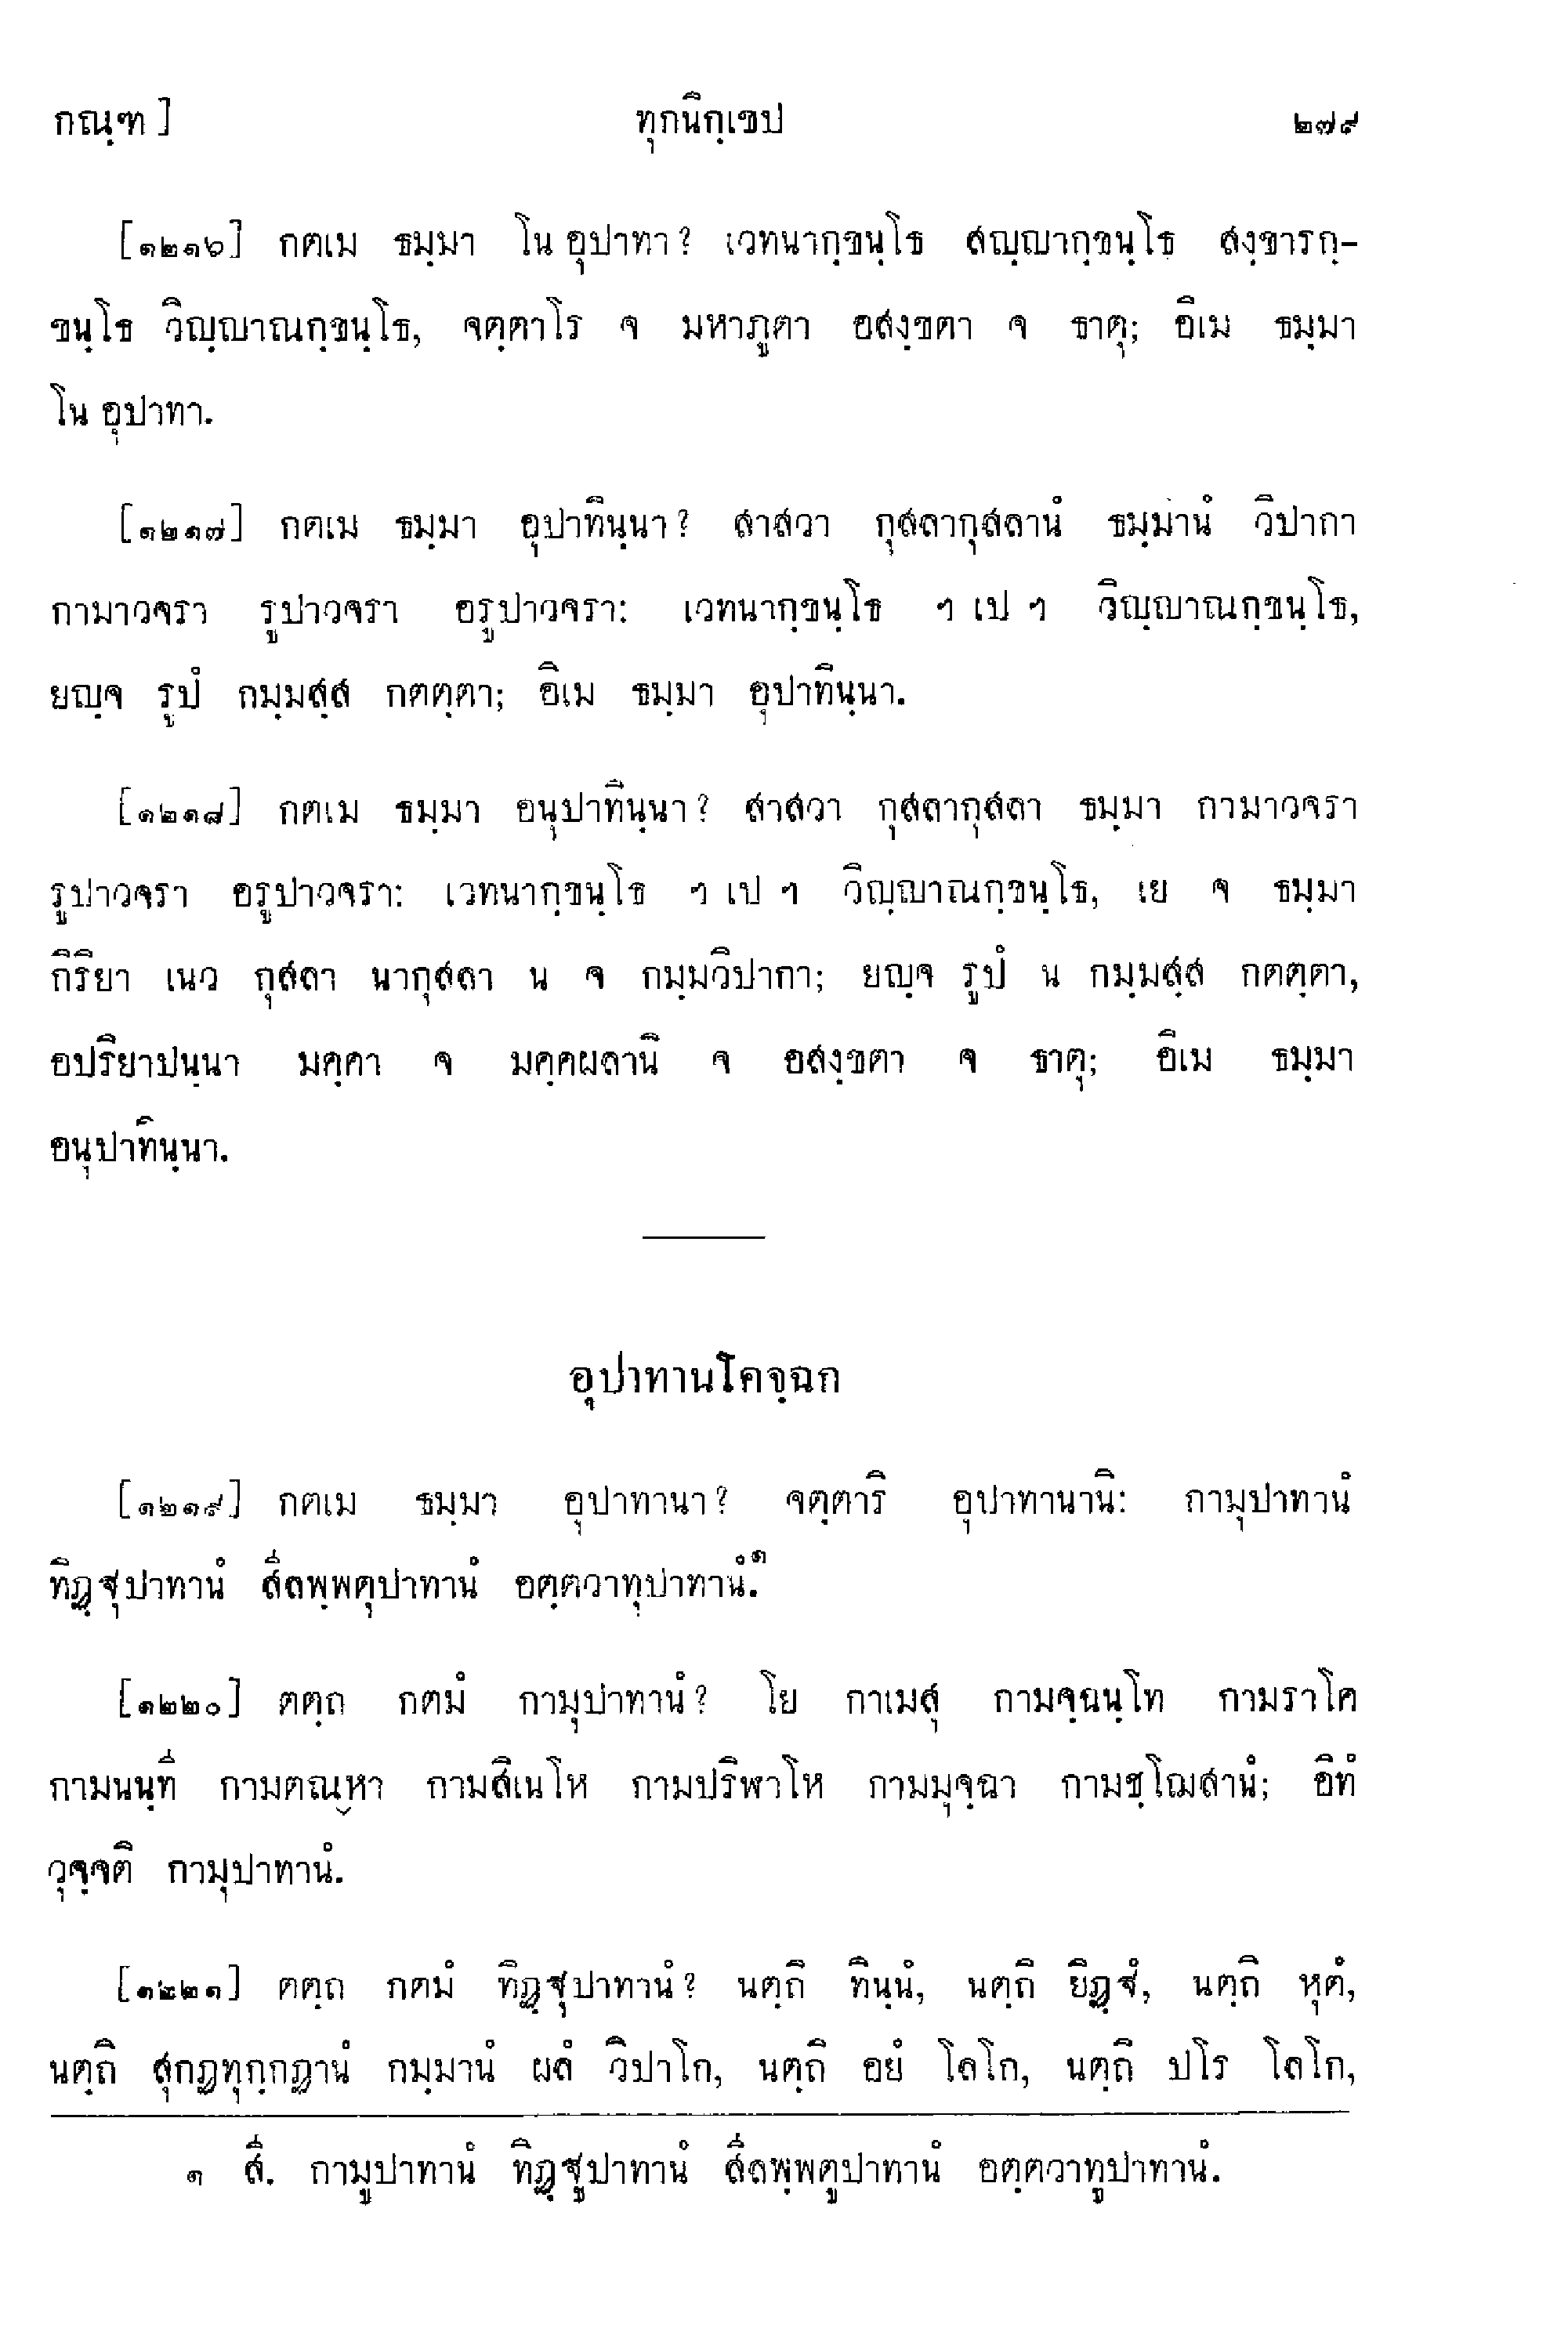 กณฺฑ ]
ทุกนิกฺเขป
๒๗๙
[๑๒๑๖] กตเม ธมฺมา โน อุปาทา? เวทนากฺขนฺโธ สญฺญากฺขนฺโธ สงฺขารกฺ-
ขนฺโธ วิญฺญาณกฺขนฺโธ, จตฺตาโร จ มหาภูตา อสงฺขตา จ ธาตุ; อิเม ธมฺมา
โน อุปาทา.
[๑๒๑๗] กตเม ธมฺมา อุปาทินฺนา? สาสวา กุสลากุสลานํ ธมฺมานํ วิปากา
กามาวจรา รูปาวจรา อรูปาวจรา: เวทนากฺขนฺโธ ฯ เป ฯ วิญฺญาณกฺขนฺโธ,
ยญฺจ รูปํ กมฺมสฺส กตตฺตา; อิเม ธมฺมา อุปาทินฺนา.
[๑๒๑๘] กตเม ธมฺมา อนุปาทินฺนา? สาสวา กุสลากุสลา ธมฺมา กามาวจรา
รูปาวจรา อรูปาวจรา: เวทนากฺขนฺโธ ฯ เป ฯ วิญฺญาณกฺขนฺโธ, เย จ ธมฺมา
กิริยา เนว กุสลา นากุสลา น จ กมฺมวิปากา; ยญฺจ รูปํ น กมฺมสฺส กตตฺตา,
อปริยาปนฺนา มคฺคา จ มคฺคผลานิ จ อสงฺขตา จ ธาตุ; อิเม ธมฺมา
อนุปาทินฺนา.
อุปาทานโคจฺฉก
[๑๒๑๙] กตเม ธมฺมา อุปาทานา? จตฺตาริ อุปาทานานิ: กามุปาทานํ
ทิฏฺฐุปาทานํ สีลพฺพตุปาทานํ อตฺตวาทุปาทานํ.๑
[๑๒๒๐] ตตฺถ กตมํ กามุปาทานํ? โย กาเมสุ กามจฺฉนฺโท กามราโค
กามนนฺที กามตณฺหา กามสิเนโห กามปริฬาโห กามมุจฺฉา กามชฺโฌสานํ; อิทํ
วุจฺจติ กามุปาทานํ.
[๑๒๒๑] ตตฺถ กตมํ ทิฏฺฐุปาทานํ? นตฺถิ ทินฺนํ, นตฺถิ ยิฏฺฐํ, นตฺถิ หุตํ,
นตฺถิ สุกฏทุกฺกฏานํ กมฺมานํ ผลํ วิปาโก, นตฺถิ อยํ โลโก, นตฺถิ ปโร โลโก,
๑ สี. กามูปาทานํ ทิฏฺฐูปาทานํ สีลพฺพตูปาทานํ อตฺตวาทูปาทานํ.